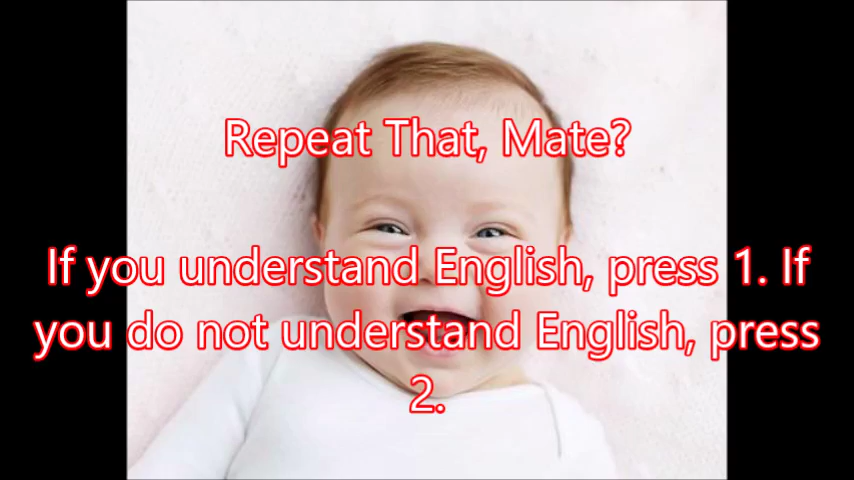 Repeat That, Mate?
If you understand English, press 1. If
you do not understand English, press
2.